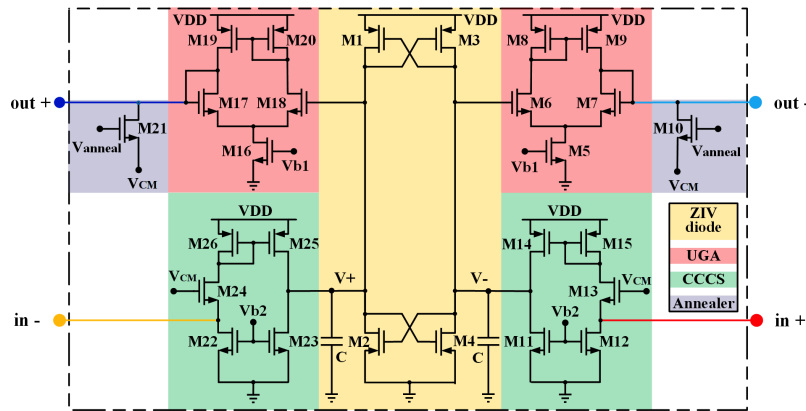 VDD VDD VDD VDD
M19 M20 M1 M3 M8 M9
out + M17 M18 M6 M7 out -
M21 M10
Vanneal M16 M5 Vanneal
Vb1 Vb1
VCM VCM
VDD VDD ZIV
diode
M26 M25 M14 M15 UGA
VCM M24 V+ V- M13 VCM CCCS
Annealer
in - Vb2 Vb2 in +
M22 M23 M2 M4 M11 M12
C C